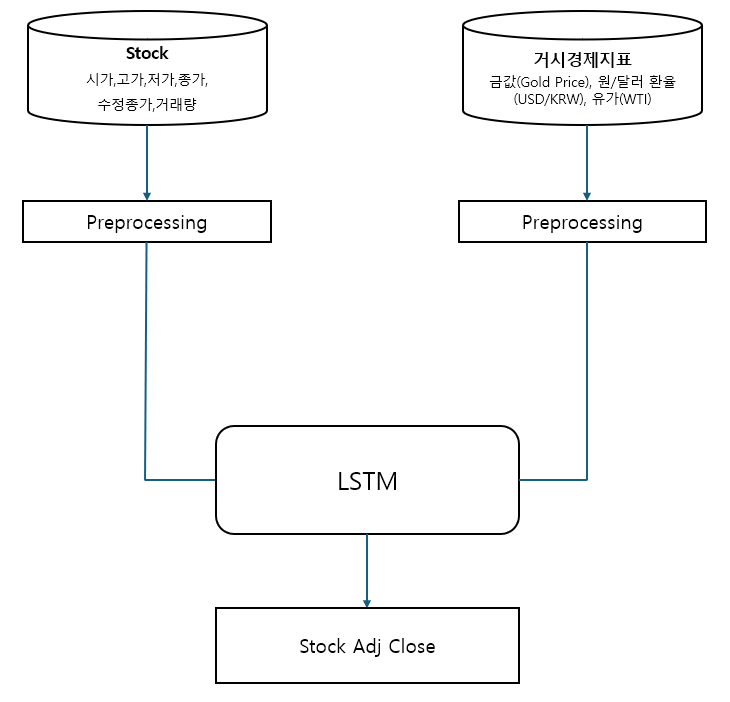 Stock
시가,고가,저가,종가,
수정종가,거래량
거시경제지표
금값(Gold Price), 원/달러 환율
(USD/KRW), 유가(WTI)
Preprocessing
Preprocessing
LSTM
Stock Adj Close